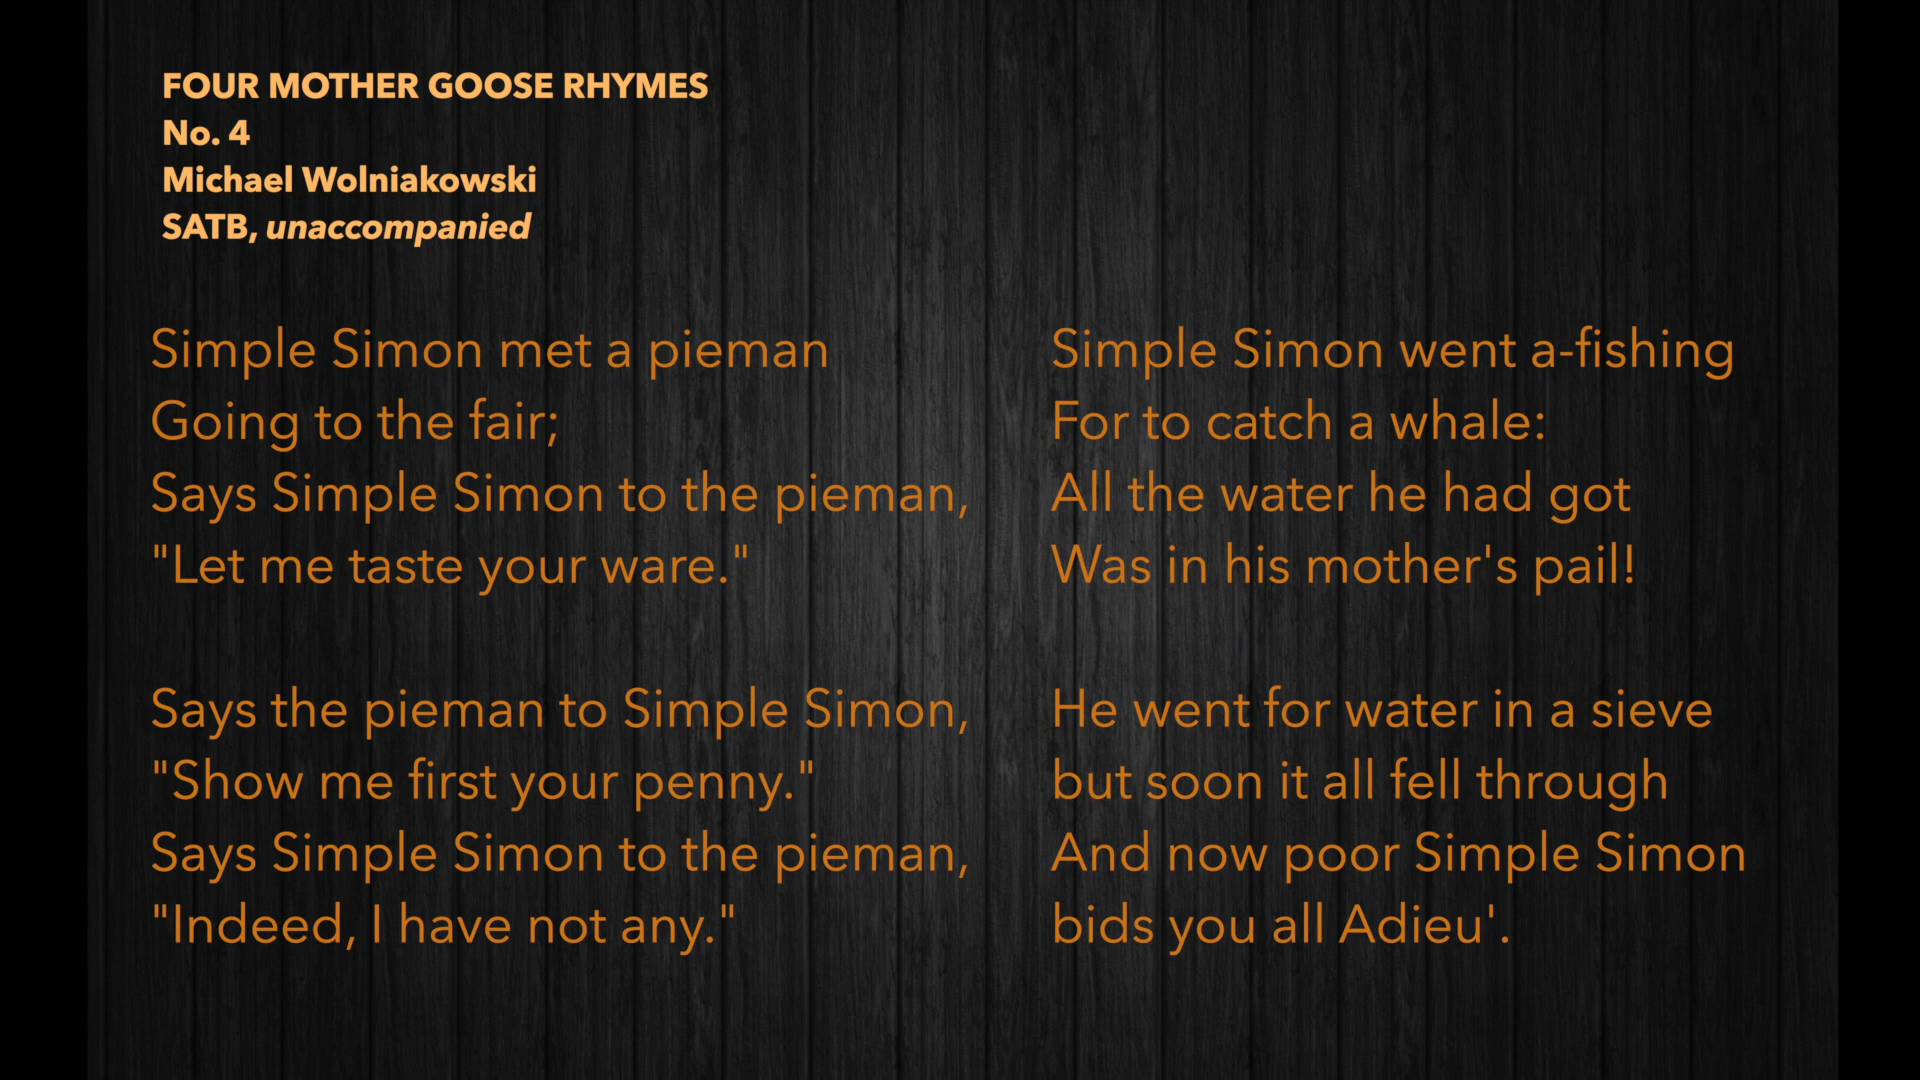 FOUR MOTHER GOOSE RHYMES
No. 4
Michael Wolniakowski
SATB, unaccompanied
Simple Simon met a pieman
Going to the fair;
Says Simple Simon to the pieman,
"Let me taste your ware."
Says the pieman to Simple Simon,
"Show me first your penny."
Says Simple Simon to the pieman,
"Indeed, I have not any."
Simple Simon went a-fishing
For to catch a whale:
All the water he had got
Was in his mother's pail!
He went for water in a sieve
but soon it all fell through
And now poor Simple Simon
bids you all Adieu'.